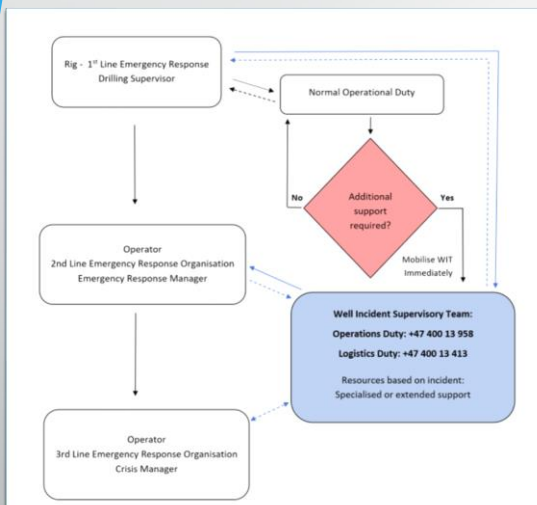 Rig - 1st Line Emergency Response
Drilling Supervisor
Normal Operational Duty
No
Additional
support
required?
Yes
Mobilise WIT
Immediately
Operator
2nd Line Emergency Response Organisation
Emergency Response Manager
Well Incident Supervisory Team:
Operations Duty: +47 400 13 958
Logistics Duty: +47 400 13 413
Resources based on incident:
Specialised or extended support
Operator
3rd Line Emergency Response Organisation
Crisis Manager